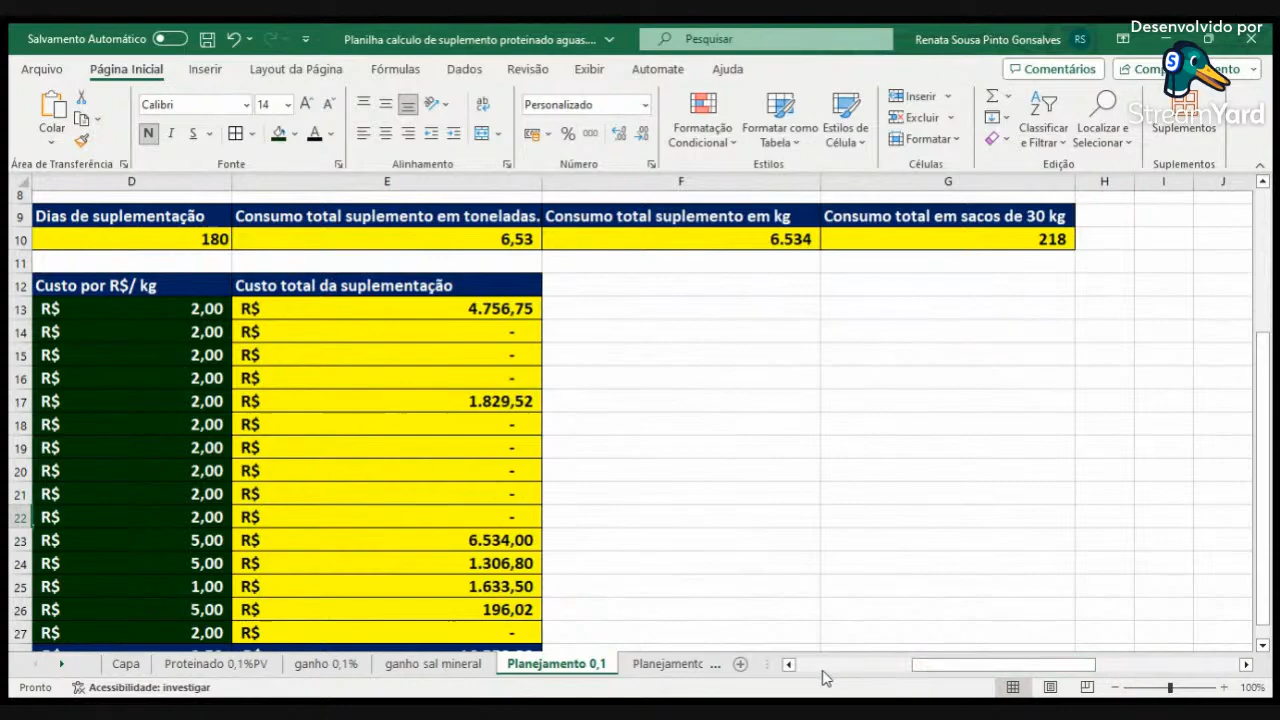 Desenvolvido por
StreamYard
Salvamento Automático
Planilha calculo de suplemento proteinado aguas....
Pesquisar
Renata Sousa Pinto Gonsalves
RS
Arquivo Página Inicial Inserir Layout da Página Fórmulas Dados Revisão Exibir Automate Ajuda
Comentários
Colar
Calibri 14
N I S
Personalizado
% 000
Formatação Condicional
Formatar como Tabela
Estilos de Célula
Inserir
Excluir
Formatar
Classificar e Filtrar
Localizar e Selecionar
Suplementos
Área de Transferência Fonte Alinhamento Número Estilos Células Edição Suplementos
D E F G H I J
8
9 Dias de suplementação Consumo total suplemento em toneladas. Consumo total suplemento em kg Consumo total em sacos de 30 kg
10 180 6,53 6.534 218
11
12 Custo por R$/ kg Custo total da suplementação
13 R$ 2,00 R$ 4.756,75
14 R$ 2,00 R$ -
15 R$ 2,00 R$ -
16 R$ 2,00 R$ -
17 R$ 2,00 R$ 1.829,52
18 R$ 2,00 R$ -
19 R$ 2,00 R$ -
20 R$ 2,00 R$ -
21 R$ 2,00 R$ -
22 R$ 2,00 R$ -
23 R$ 5,00 R$ 6.534,00
24 R$ 5,00 R$ 1.306,80
25 R$ 1,00 R$ 1.633,50
26 R$ 5,00 R$ 196,02
27 R$ 2,00 R$ -
Capa Proteinado 0,1%PV ganho 0,1% ganho sal mineral Planejamento 0,1 Planejamento ...
Pronto Acessibilidade: investigar 100%